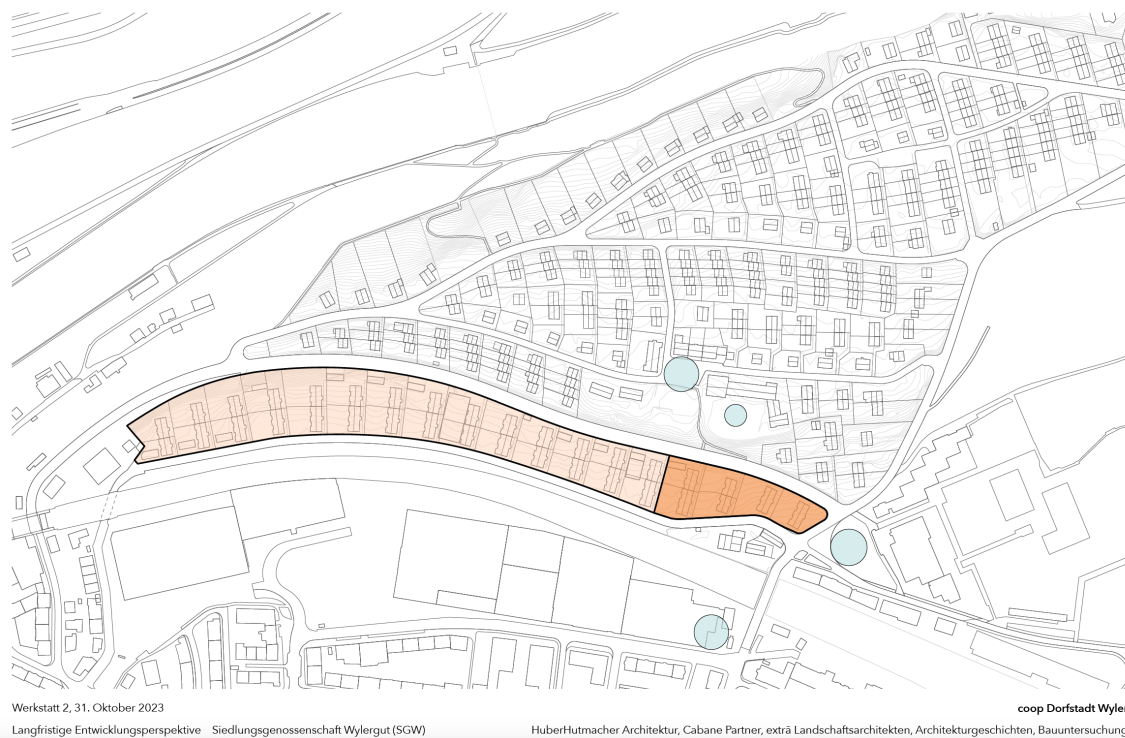 Werkstatt 2, 31. Oktober 2023
coop Dorfstadt Wyler
Langfristige Entwicklungsperspektive Siedlungsgenossenschaft Wylergut (SGW)
HuberHutmacher Architektur, Cabane Partner, extrā Landschaftsarchitekten, Architekturgeschichten, Bauuntersuchung